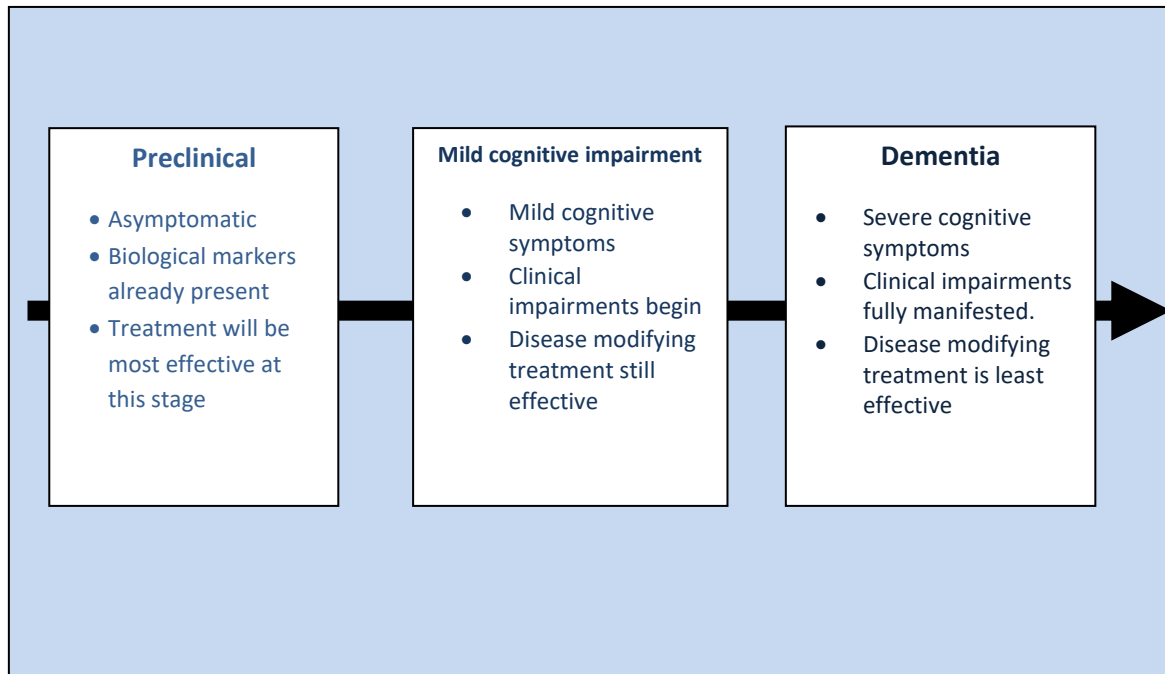 Preclinical
• Asymptomatic
• Biological markers
already present
• Treatment will be
most effective at
this stage
Mild cognitive impairment
• Mild cognitive
symptoms
• Clinical
impairments begin
• Disease modifying
treatment still
effective
Dementia
• Severe cognitive
symptoms
• Clinical impairments
fully manifested.
• Disease modifying
treatment is least
effective